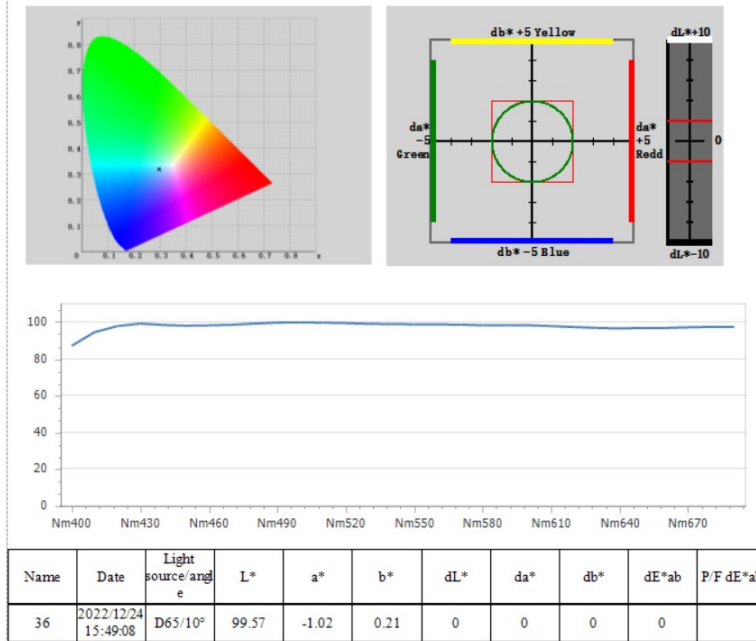 y
0.8
0.7
0.6
0.5
0.4
0.3
0.2
0.1
0 0.1 0.2 0.3 0.4 0.5 0.6 0.7 0.8 x
db* +5 Yellow
da*
-5
Green
da*
+5
Redd
db* -5 Blue
dL*+10
0
dL*-10
100
80
60
40
20
0
Nm400 Nm430 Nm460 Nm490 Nm520 Nm550 Nm580 Nm610 Nm640 Nm670
Name Date Light source/angl e L* a* b* dL* da* db* dE*ab P/F dE*a
36 2022/12/24 15:49:08 D65/10° 99.57 -1.02 0.21 0 0 0 0